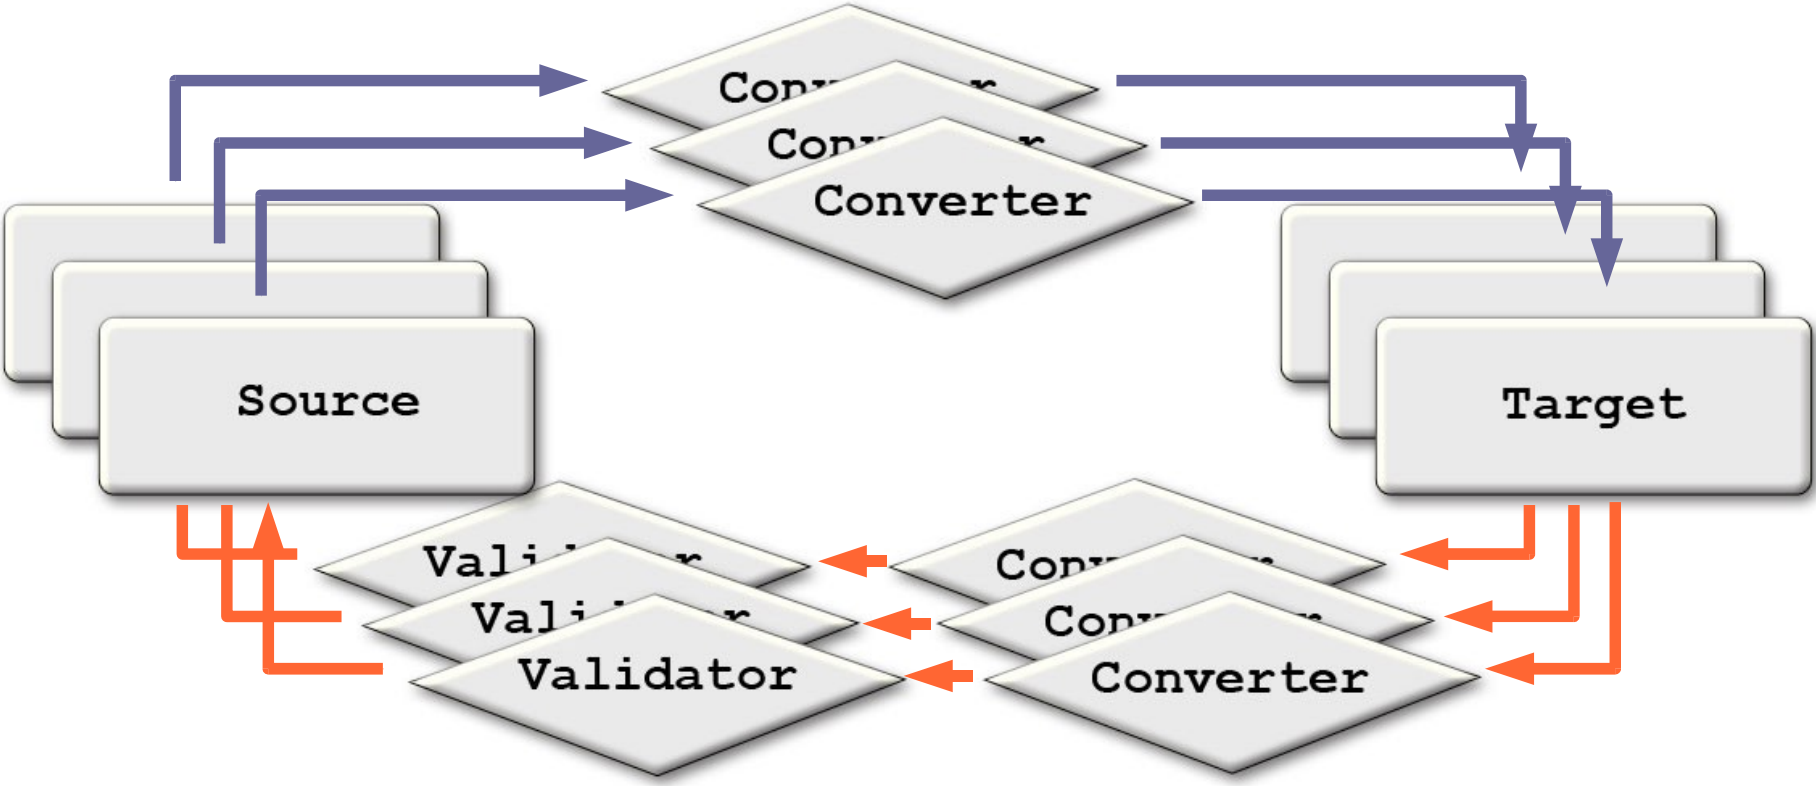 Converter
Source
Target
Validator
Converter